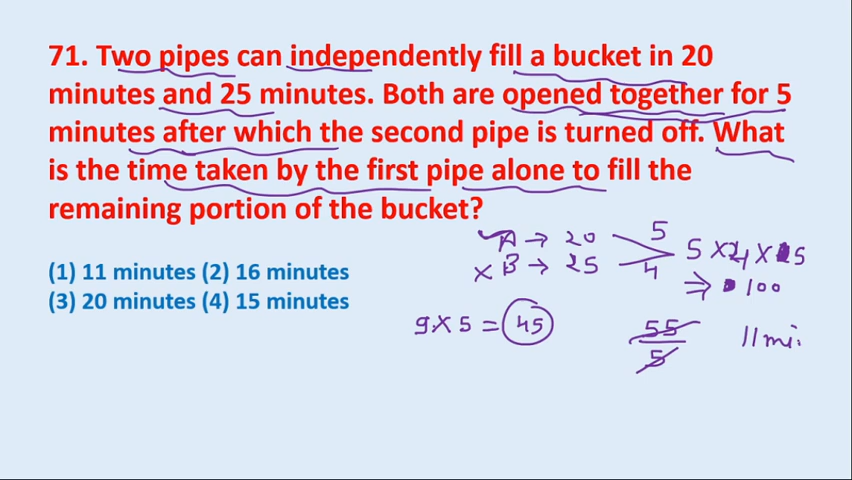 71. Two pipes can independently fill a bucket in 20
minutes and 25 minutes. Both are opened together for 5
minutes after which the second pipe is turned off. What
is the time taken by the first pipe alone to fill the
remaining portion of the bucket?
(1) 11 minutes (2) 16 minutes
(3) 20 minutes (4) 15 minutes
A → 20 5
5 × 4 × 5
× B → 25 4
⇒ 100
9 × 5 = 45
55
5
11 mi